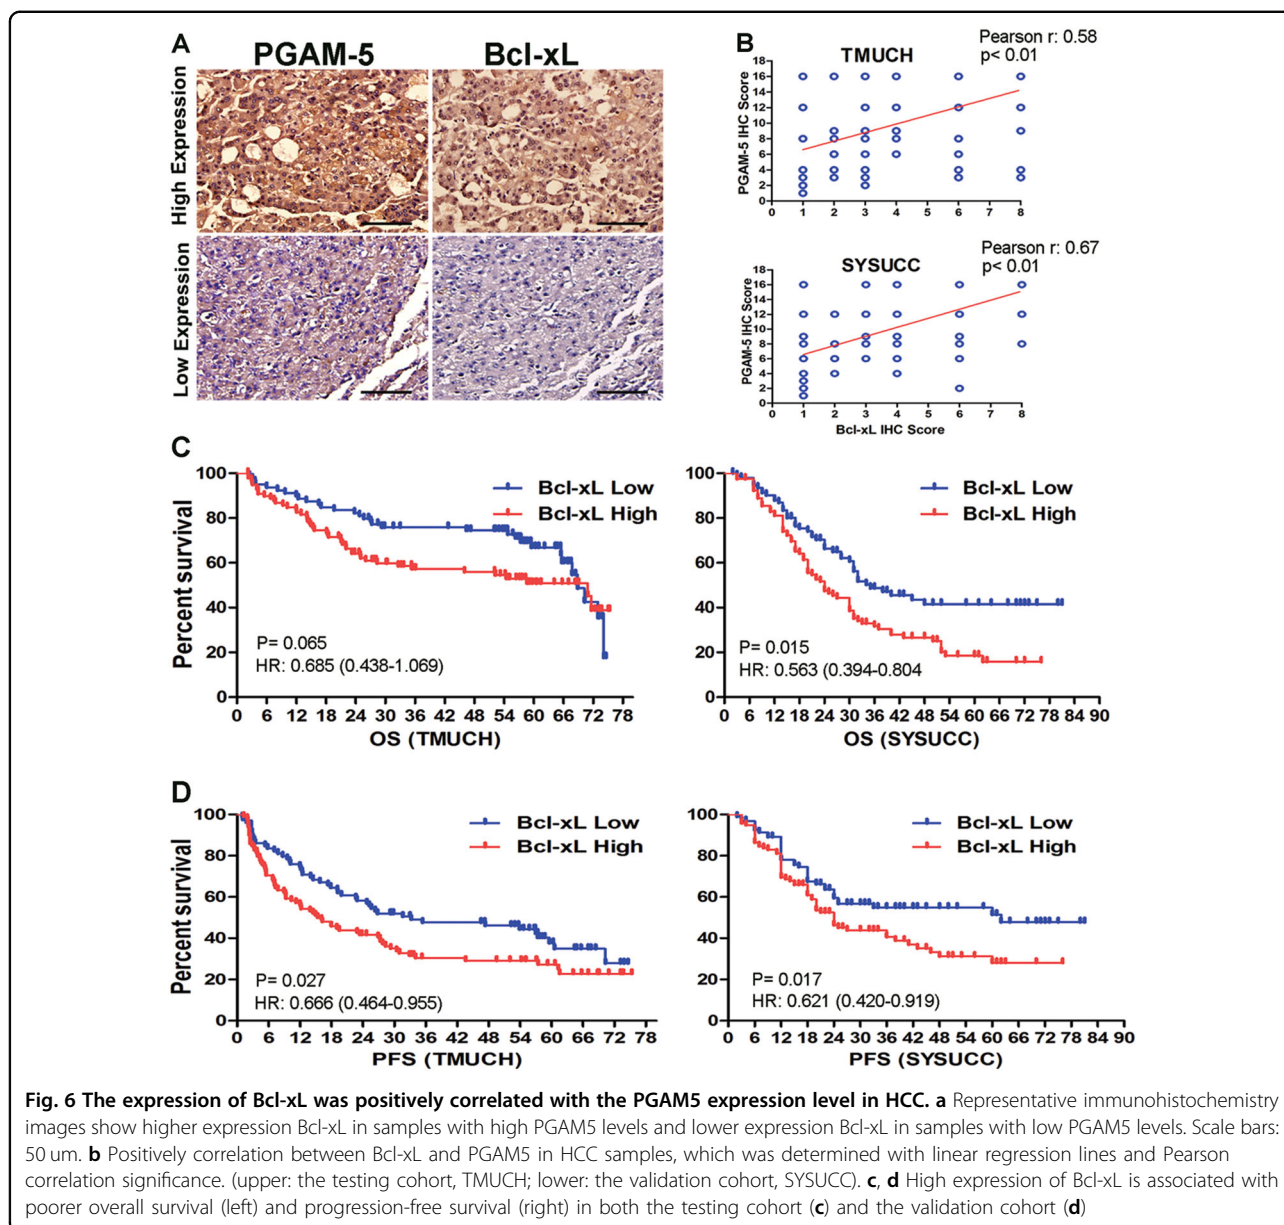 A
PGAM-5
Bcl-xL
High Expression
Low Expression
B
TMUCH
Pearson r: 0.58
p< 0.01
PGAM-5 IHC Score
18
16
14
12
10
8
6
4
2
0
0 1 2 3 4 5 6 7 8
SYSUCC
Pearson r: 0.67
p< 0.01
PGAM-5 IHC Score
18
16
14
12
10
8
6
4
2
0
0 1 2 3 4 5 6 7 8
Bcl-xL IHC Score
C
Percent survival
100
80
60
40
20
0
Bcl-xL Low
Bcl-xL High
P= 0.065
HR: 0.685 (0.438-1.069)
0 6 12 18 24 30 36 42 48 54 60 66 72 78
OS (TMUCH)
100
80
60
40
20
0
Bcl-xL Low
Bcl-xL High
P= 0.015
HR: 0.563 (0.394-0.804
0 6 12 18 24 30 36 42 48 54 60 66 72 78 84 90
OS (SYSUCC)
D
Percent survival
100
80
60
40
20
0
Bcl-xL Low
Bcl-xL High
P= 0.027
HR: 0.666 (0.464-0.955)
0 6 12 18 24 30 36 42 48 54 60 66 72 78
PFS (TMUCH)
100
80
60
40
20
0
Bcl-xL Low
Bcl-xL High
P= 0.017
HR: 0.621 (0.420-0.919)
0 6 12 18 24 30 36 42 48 54 60 66 72 78 84 90
PFS (SYSUCC)
Fig. 6 The expression of Bcl-xL was positively correlated with the PGAM5 expression level in HCC. a Representative immunohistochemistry
images show higher expression Bcl-xL in samples with high PGAM5 levels and lower expression Bcl-xL in samples with low PGAM5 levels. Scale bars:
50 um. b Positively correlation between Bcl-xL and PGAM5 in HCC samples, which was determined with linear regression lines and Pearson
correlation significance. (upper: the testing cohort, TMUCH; lower: the validation cohort, SYSUCC). c, d High expression of Bcl-xL is associated with
poorer overall survival (left) and progression-free survival (right) in both the testing cohort (c) and the validation cohort (d)